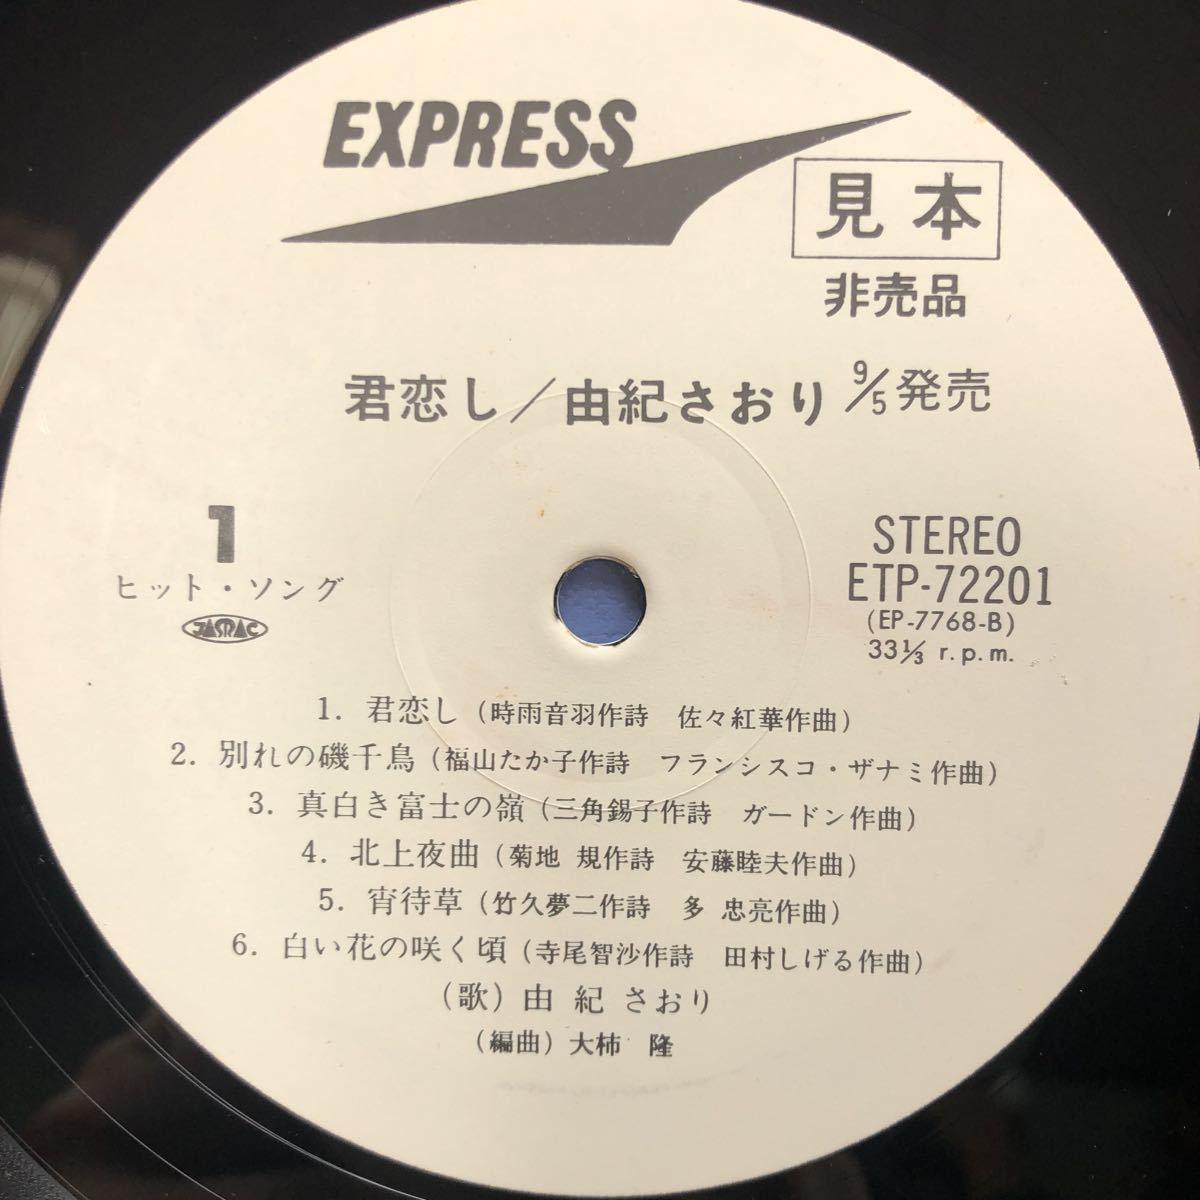 EXPRESS
見本
非売品
君恋し／由紀さおり 9/5発売
1
ヒット・ソング
JASRAC
STEREO
ETP-72201
(EP-7768-B)
33⅓ r.p.m.
1. 君恋し（時雨音羽作詩　佐々紅華作曲）
2. 別れの磯千鳥（福山たか子作詩　フランシスコ・ザナミ作曲）
3. 真白き富士の嶺（三角錫子作詩　ガードン作曲）
4. 北上夜曲（菊地 規作詩　安藤睦夫作曲）
5. 宵待草（竹久夢二作詩　多 忠亮作曲）
6. 白い花の咲く頃（寺尾智沙作詩　田村しげる作曲）
（歌）由 紀 さおり
（編曲）大柿　隆